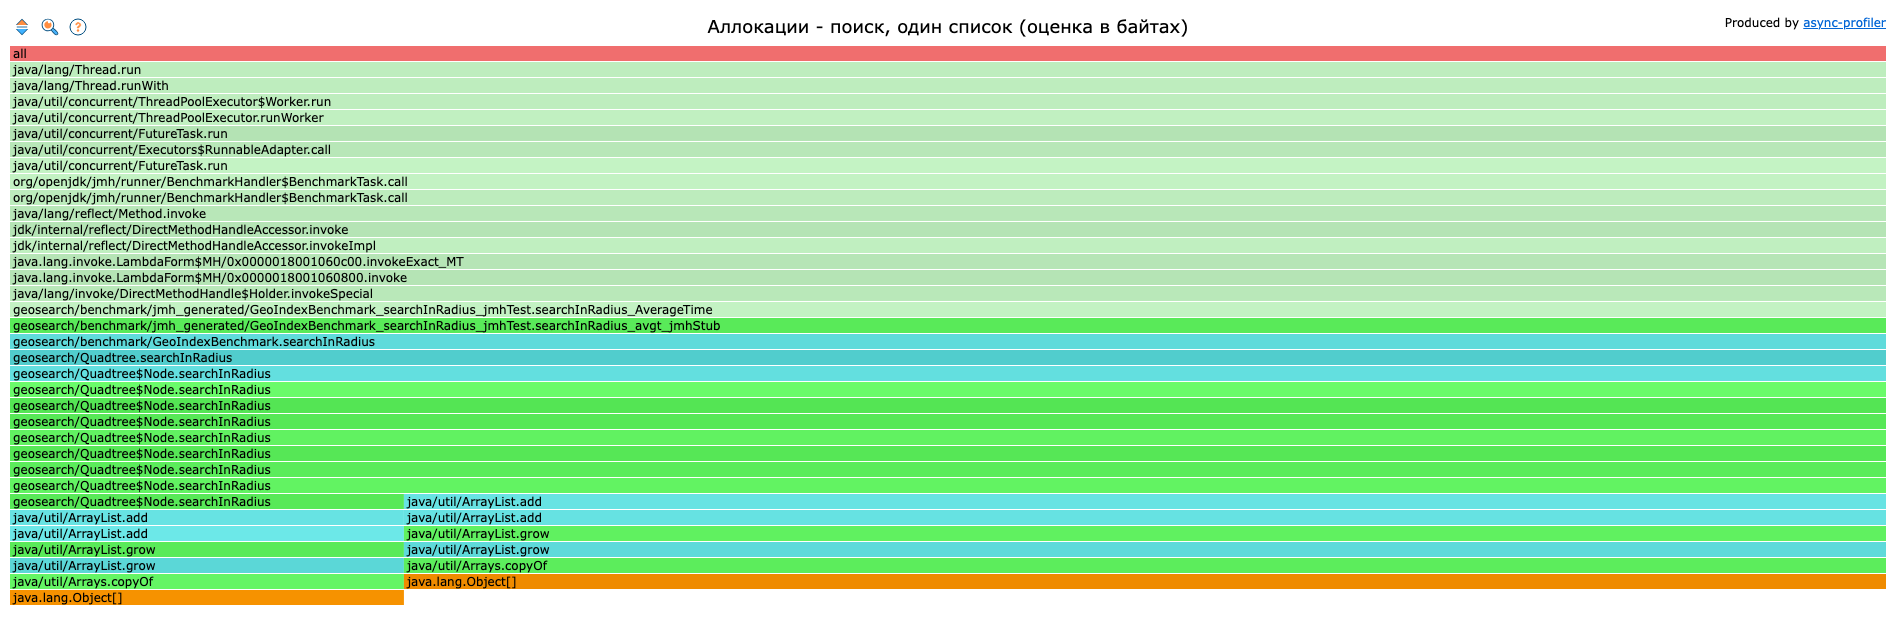 Аллокации - поиск, один список (оценка в байтах)
Produced by async-profiler
?
all
java/lang/Thread.run
java/lang/Thread.runWith
java/util/concurrent/ThreadPoolExecutor$Worker.run
java/util/concurrent/ThreadPoolExecutor.runWorker
java/util/concurrent/FutureTask.run
java/util/concurrent/Executors$RunnableAdapter.call
java/util/concurrent/FutureTask.run
org/openjdk/jmh/runner/BenchmarkHandler$BenchmarkTask.call
org/openjdk/jmh/runner/BenchmarkHandler$BenchmarkTask.call
java/lang/reflect/Method.invoke
jdk/internal/reflect/DirectMethodHandleAccessor.invoke
jdk/internal/reflect/DirectMethodHandleAccessor.invokeImpl
java.lang.invoke.LambdaForm$MH/0x0000018001060c00.invokeExact_MT
java.lang.invoke.LambdaForm$MH/0x0000018001060800.invoke
java/lang/invoke/DirectMethodHandle$Holder.invokeSpecial
geosearch/benchmark/jmh_generated/GeoIndexBenchmark_searchInRadius_jmhTest.searchInRadius_AverageTime
geosearch/benchmark/jmh_generated/GeoIndexBenchmark_searchInRadius_jmhTest.searchInRadius_avgt_jmhStub
geosearch/benchmark/GeoIndexBenchmark.searchInRadius
geosearch/Quadtree.searchInRadius
geosearch/Quadtree$Node.searchInRadius
geosearch/Quadtree$Node.searchInRadius
geosearch/Quadtree$Node.searchInRadius
geosearch/Quadtree$Node.searchInRadius
geosearch/Quadtree$Node.searchInRadius
geosearch/Quadtree$Node.searchInRadius
geosearch/Quadtree$Node.searchInRadius
geosearch/Quadtree$Node.searchInRadius
geosearch/Quadtree$Node.searchInRadius java/util/ArrayList.add
java/util/ArrayList.add java/util/ArrayList.add
java/util/ArrayList.add java/util/ArrayList.grow
java/util/ArrayList.grow java/util/ArrayList.grow
java/util/ArrayList.grow java/util/Arrays.copyOf
java/util/Arrays.copyOf java.lang.Object[]
java.lang.Object[]